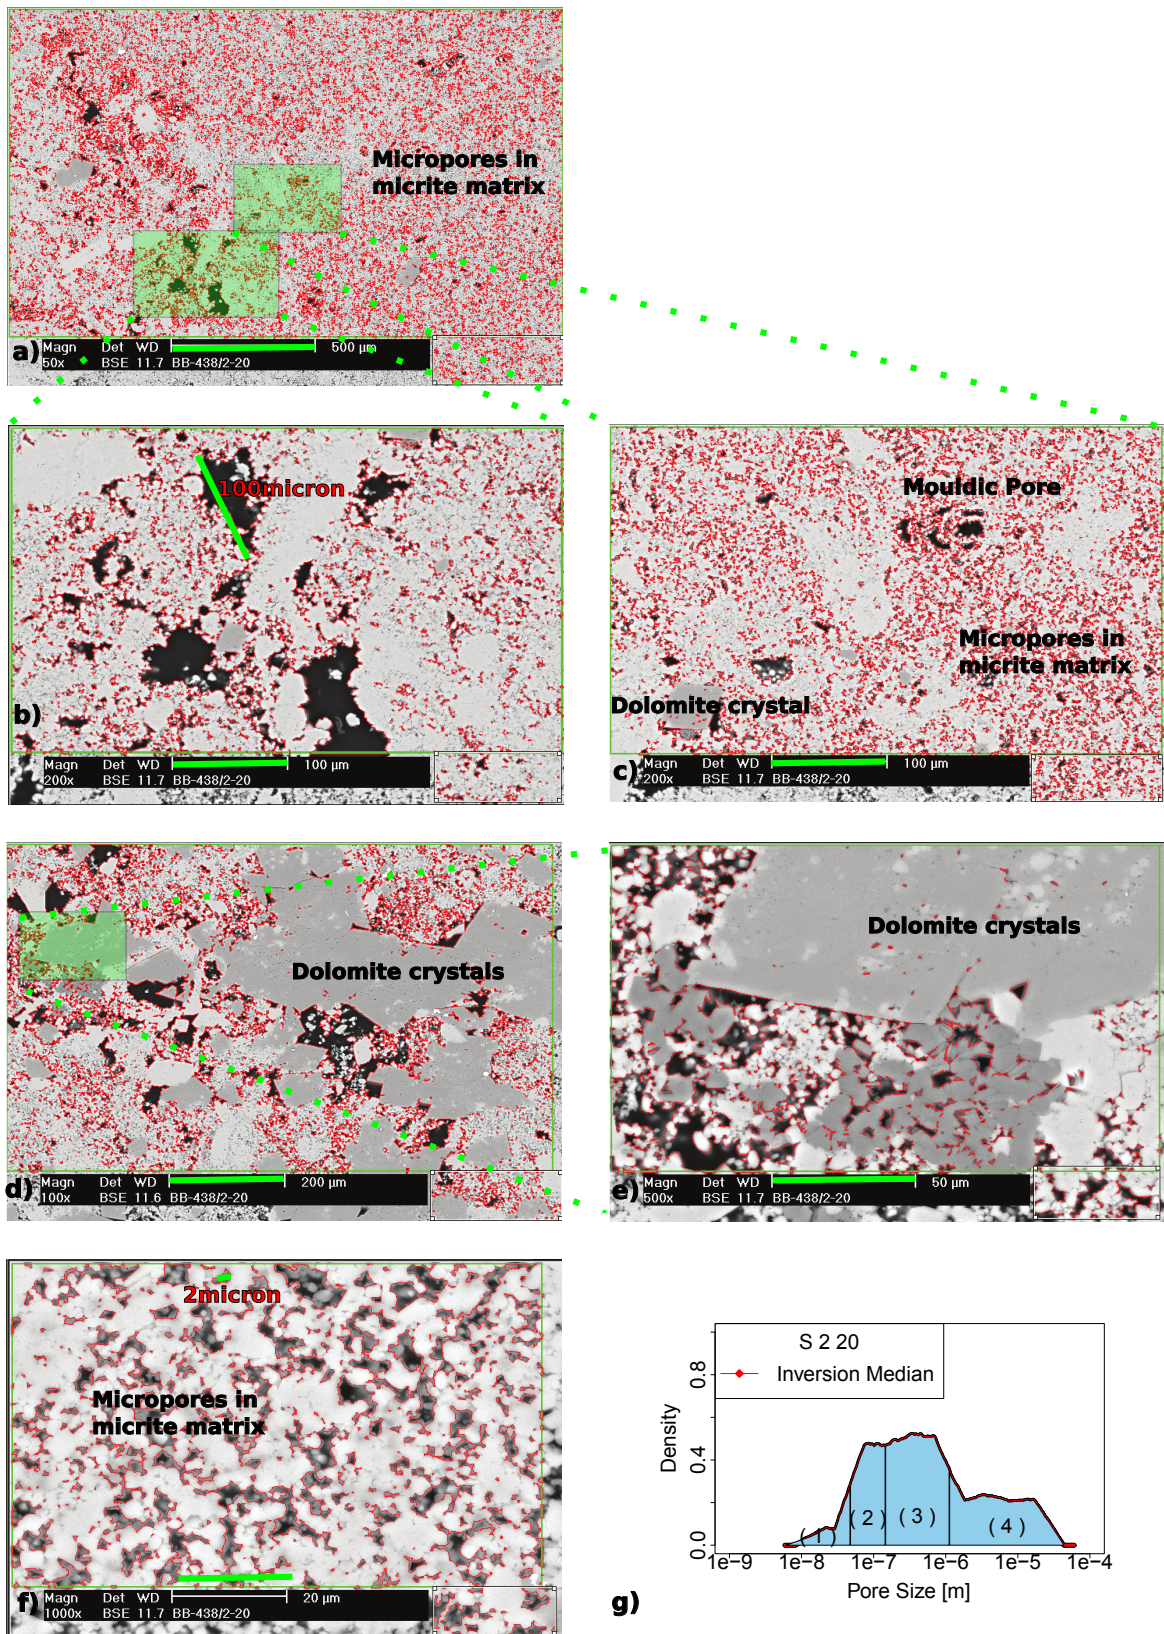 Micropores in
micrite matrix
a)
Magn Det WD 500 µm
50x BSE 11.7 BB-438/2-20
100micron
b)
Magn Det WD 100 µm
200x BSE 11.7 BB-438/2-20
Mouldic Pore
Micropores in
micrite matrix
Dolomite crystal
c)
Magn Det WD 100 µm
200x BSE 11.7 BB-438/2-20
Dolomite crystals
d)
Magn Det WD 200 µm
100x BSE 11.6 BB-438/2-20
Dolomite crystals
e)
Magn Det WD 50 µm
500x BSE 11.7 BB-438/2-20
2micron
Micropores in
micrite matrix
f)
Magn Det WD 20 µm
1000x BSE 11.7 BB-438/2-20
S 2 20
Inversion Median
Density
0.8
0.4
0.0
( 1 )
( 2 )
( 3 )
( 4 )
1e−9 1e−8 1e−7 1e−6 1e−5 1e−4
Pore Size [m]
g)